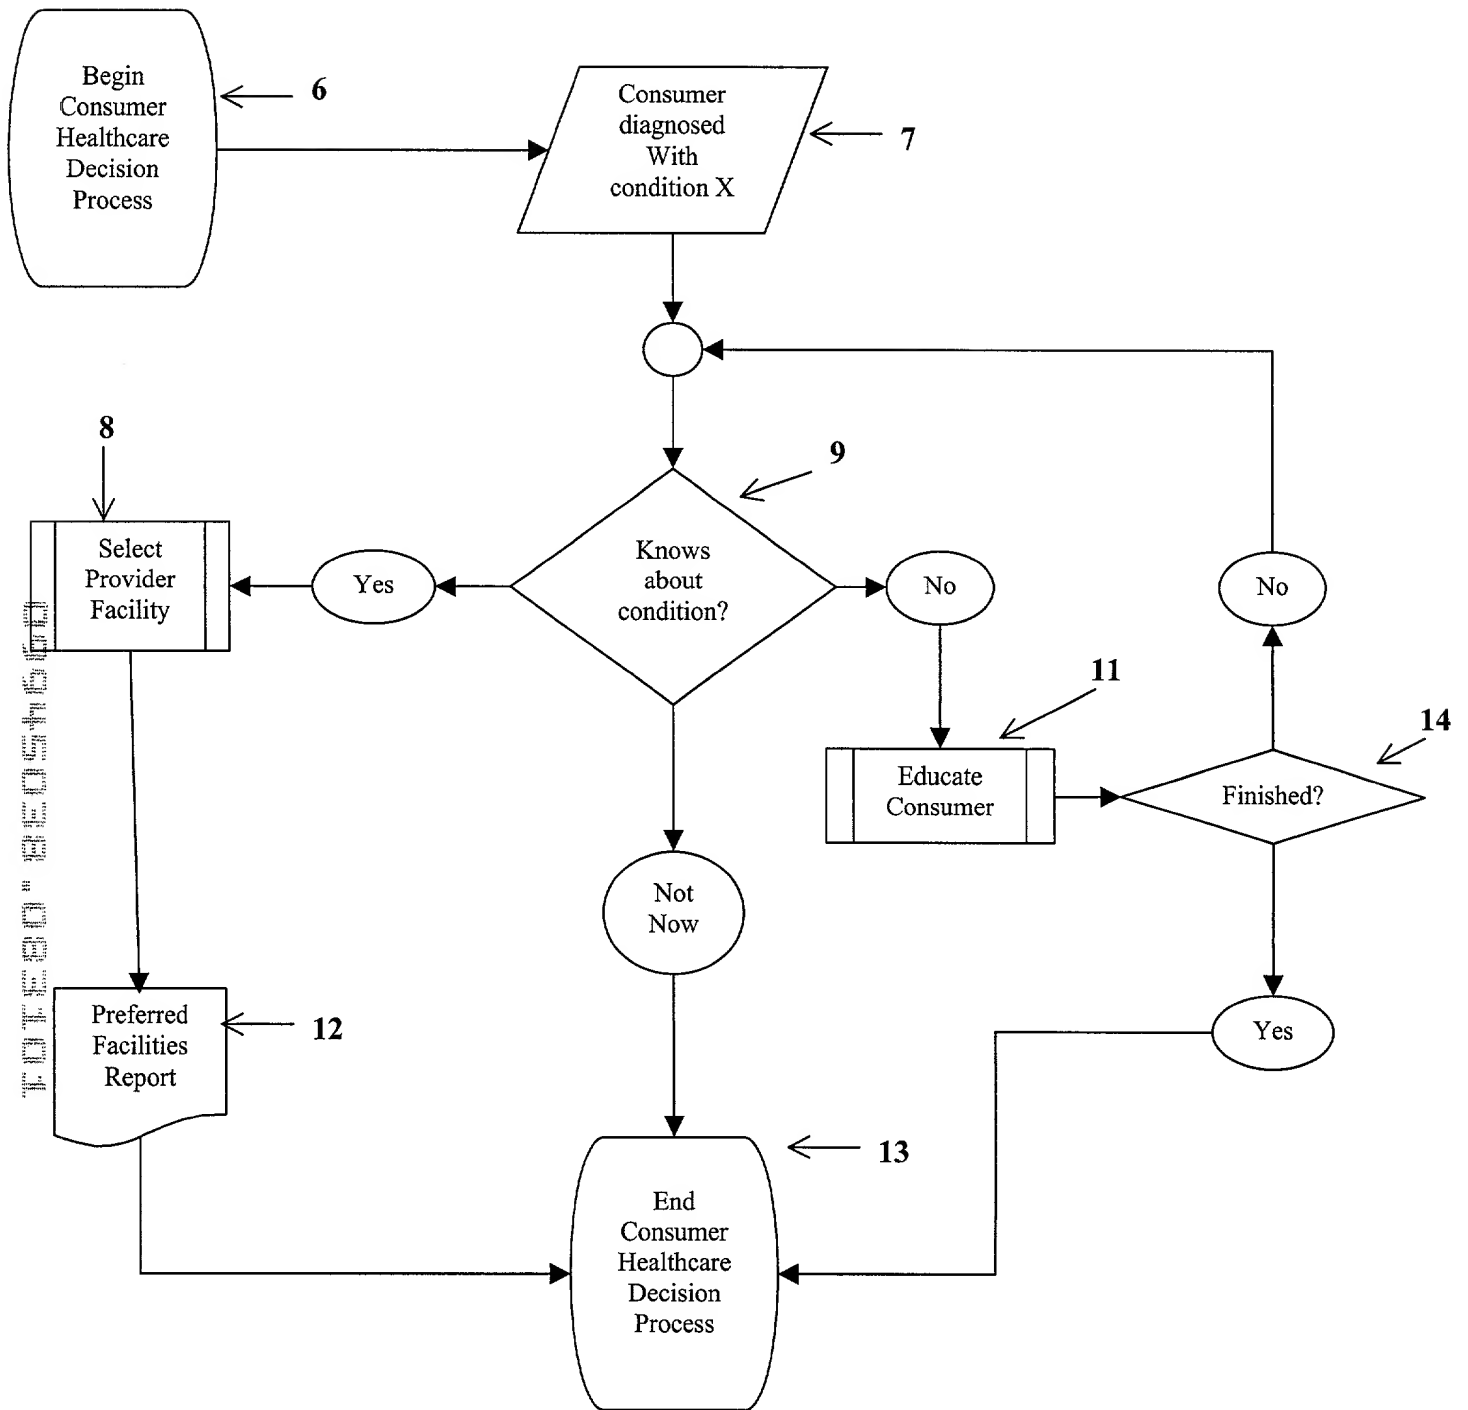 Begin
Consumer
Healthcare
Decision
Process
6
Consumer
diagnosed
With
condition X
7
8
9
Select
Provider
Facility
Yes
Knows
about
condition?
No
No
11
14
Educate
Consumer
Finished?
Not
Now
Preferred
Facilities
Report
12
Yes
13
End
Consumer
Healthcare
Decision
Process